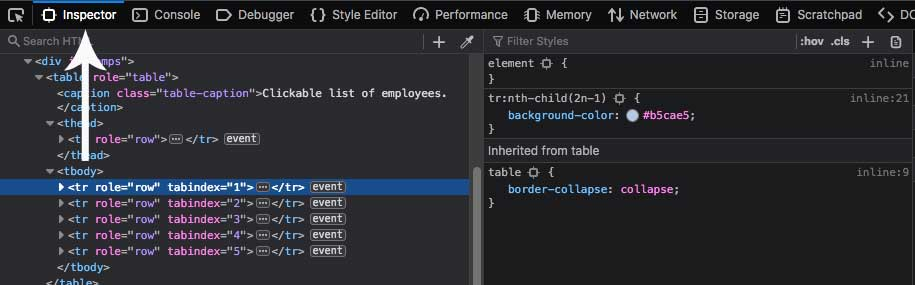 Inspector Console Debugger {} Style Editor Performance Memory Network Storage Scratchpad
Search HTML + Filter Styles :hov .cls +
<div
<table role="table">
<caption class="table-caption">Clickable list of employees.
</caption>
<thead>
<tr role="row"> ⋯ </tr> event
</thead>
<tbody>
<tr role="row" tabindex="1"> ⋯ </tr> event
<tr role="row" tabindex="2"> ⋯ </tr> event
<tr role="row" tabindex="3"> ⋯ </tr> event
<tr role="row" tabindex="4"> ⋯ </tr> event
<tr role="row" tabindex="5"> ⋯ </tr> event
</tbody>
</table>
element { inline
}
tr:nth-child(2n-1) { inline:21
background-color: #b5cae5;
}
Inherited from table
table { inline:9
border-collapse: collapse;
}